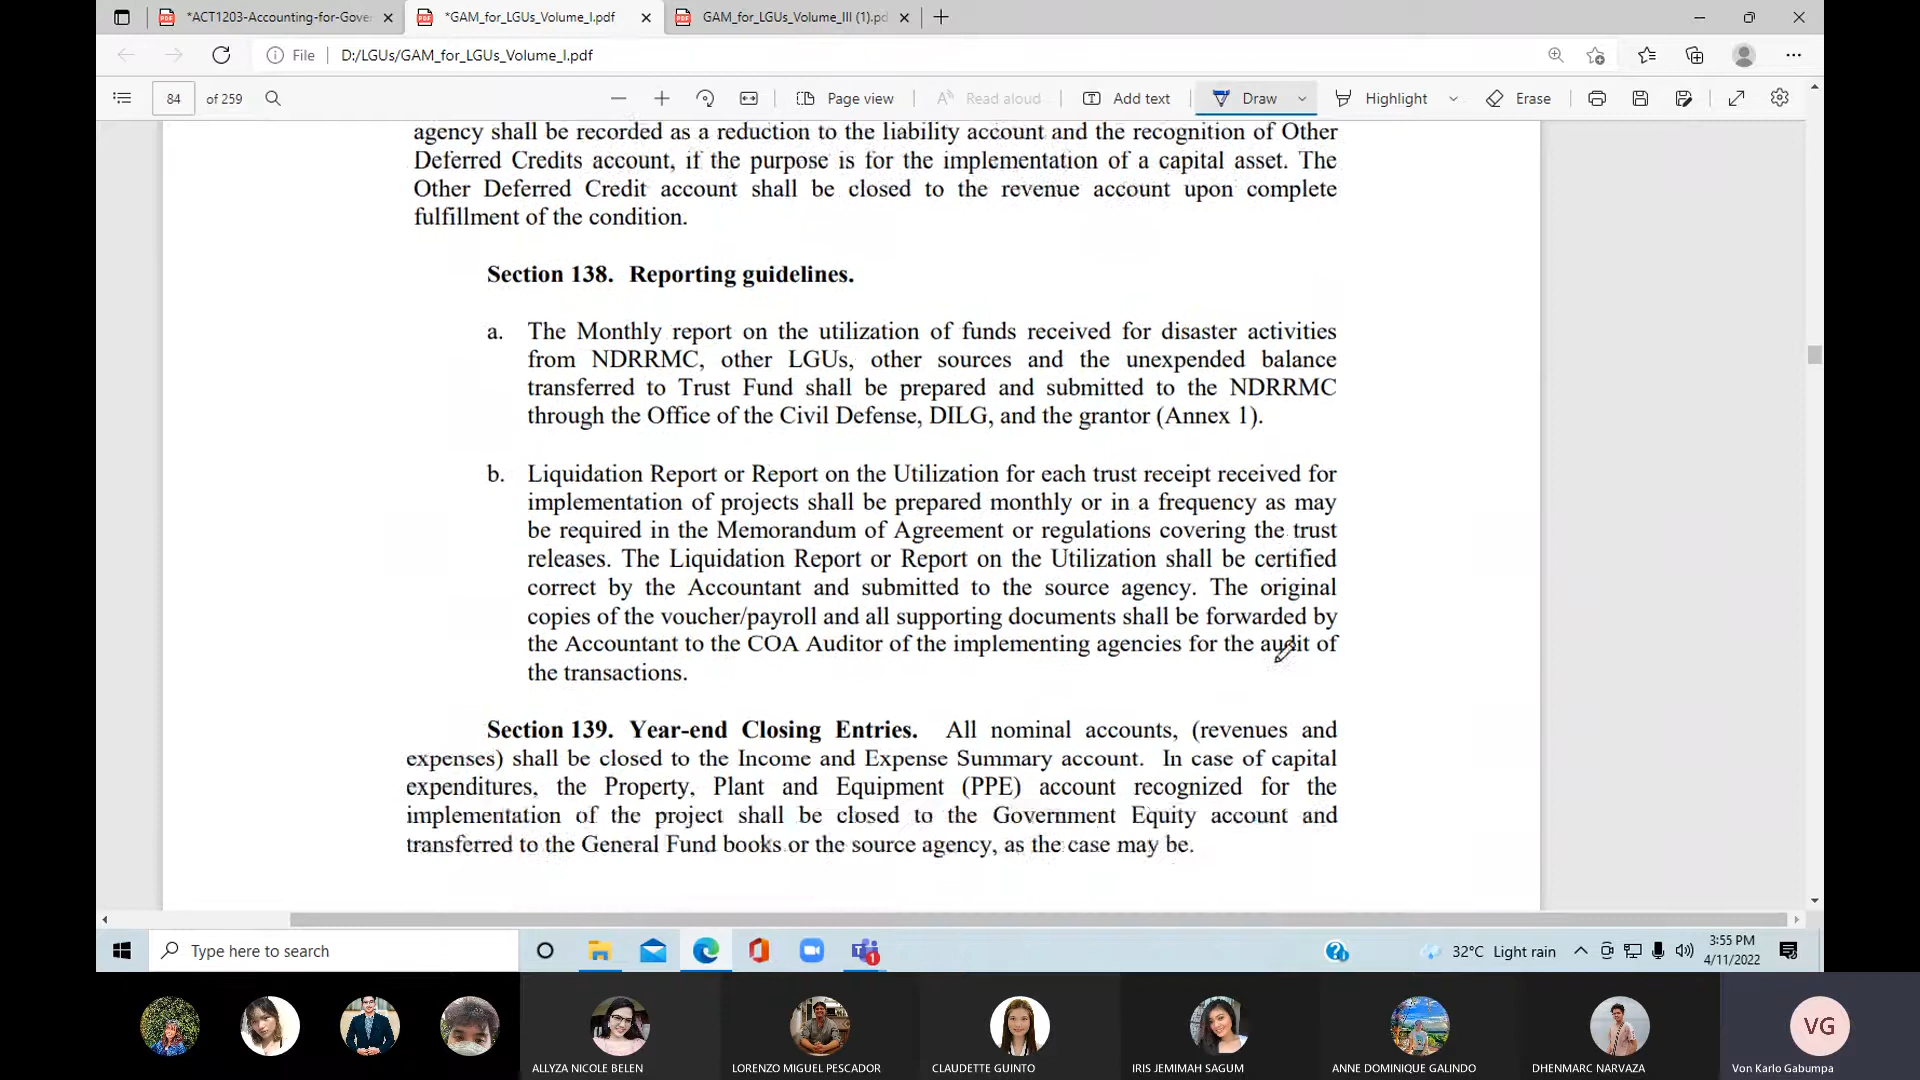 *ACT1203-Accounting-for-Gove
*GAM_for_LGUs_Volume_I.pdf
GAM_for_LGUs_Volume_III (1).pd
File
D:/LGUs/GAM_for_LGUs_Volume_I.pdf
84 of 259
Page view
Read aloud
Add text
Draw
Highlight
Erase
agency shall be recorded as a reduction to the liability account and the recognition of Other
Deferred Credits account, if the purpose is for the implementation of a capital asset. The
Other Deferred Credit account shall be closed to the revenue account upon complete
fulfillment of the condition.
Section 138. Reporting guidelines.
a. The Monthly report on the utilization of funds received for disaster activities
from NDRRMC, other LGUs, other sources and the unexpended balance
transferred to Trust Fund shall be prepared and submitted to the NDRRMC
through the Office of the Civil Defense, DILG, and the grantor (Annex 1).
b. Liquidation Report or Report on the Utilization for each trust receipt received for
implementation of projects shall be prepared monthly or in a frequency as may
be required in the Memorandum of Agreement or regulations covering the trust
releases. The Liquidation Report or Report on the Utilization shall be certified
correct by the Accountant and submitted to the source agency. The original
copies of the voucher/payroll and all supporting documents shall be forwarded by
the Accountant to the COA Auditor of the implementing agencies for the audit of
the transactions.
Section 139. Year-end Closing Entries. All nominal accounts, (revenues and
expenses) shall be closed to the Income and Expense Summary account. In case of capital
expenditures, the Property, Plant and Equipment (PPE) account recognized for the
implementation of the project shall be closed to the Government Equity account and
transferred to the General Fund books or the source agency, as the case may be.
Type here to search
1
32°C Light rain
3:55 PM
4/11/2022
VG
ALLYZA NICOLE BELEN
LORENZO MIGUEL PESCADOR
CLAUDETTE GUINTO
IRIS JEMIMAH SAGUM
ANNE DOMINIQUE GALINDO
DHENMARC NARVAZA
Von Karlo Gabumpa